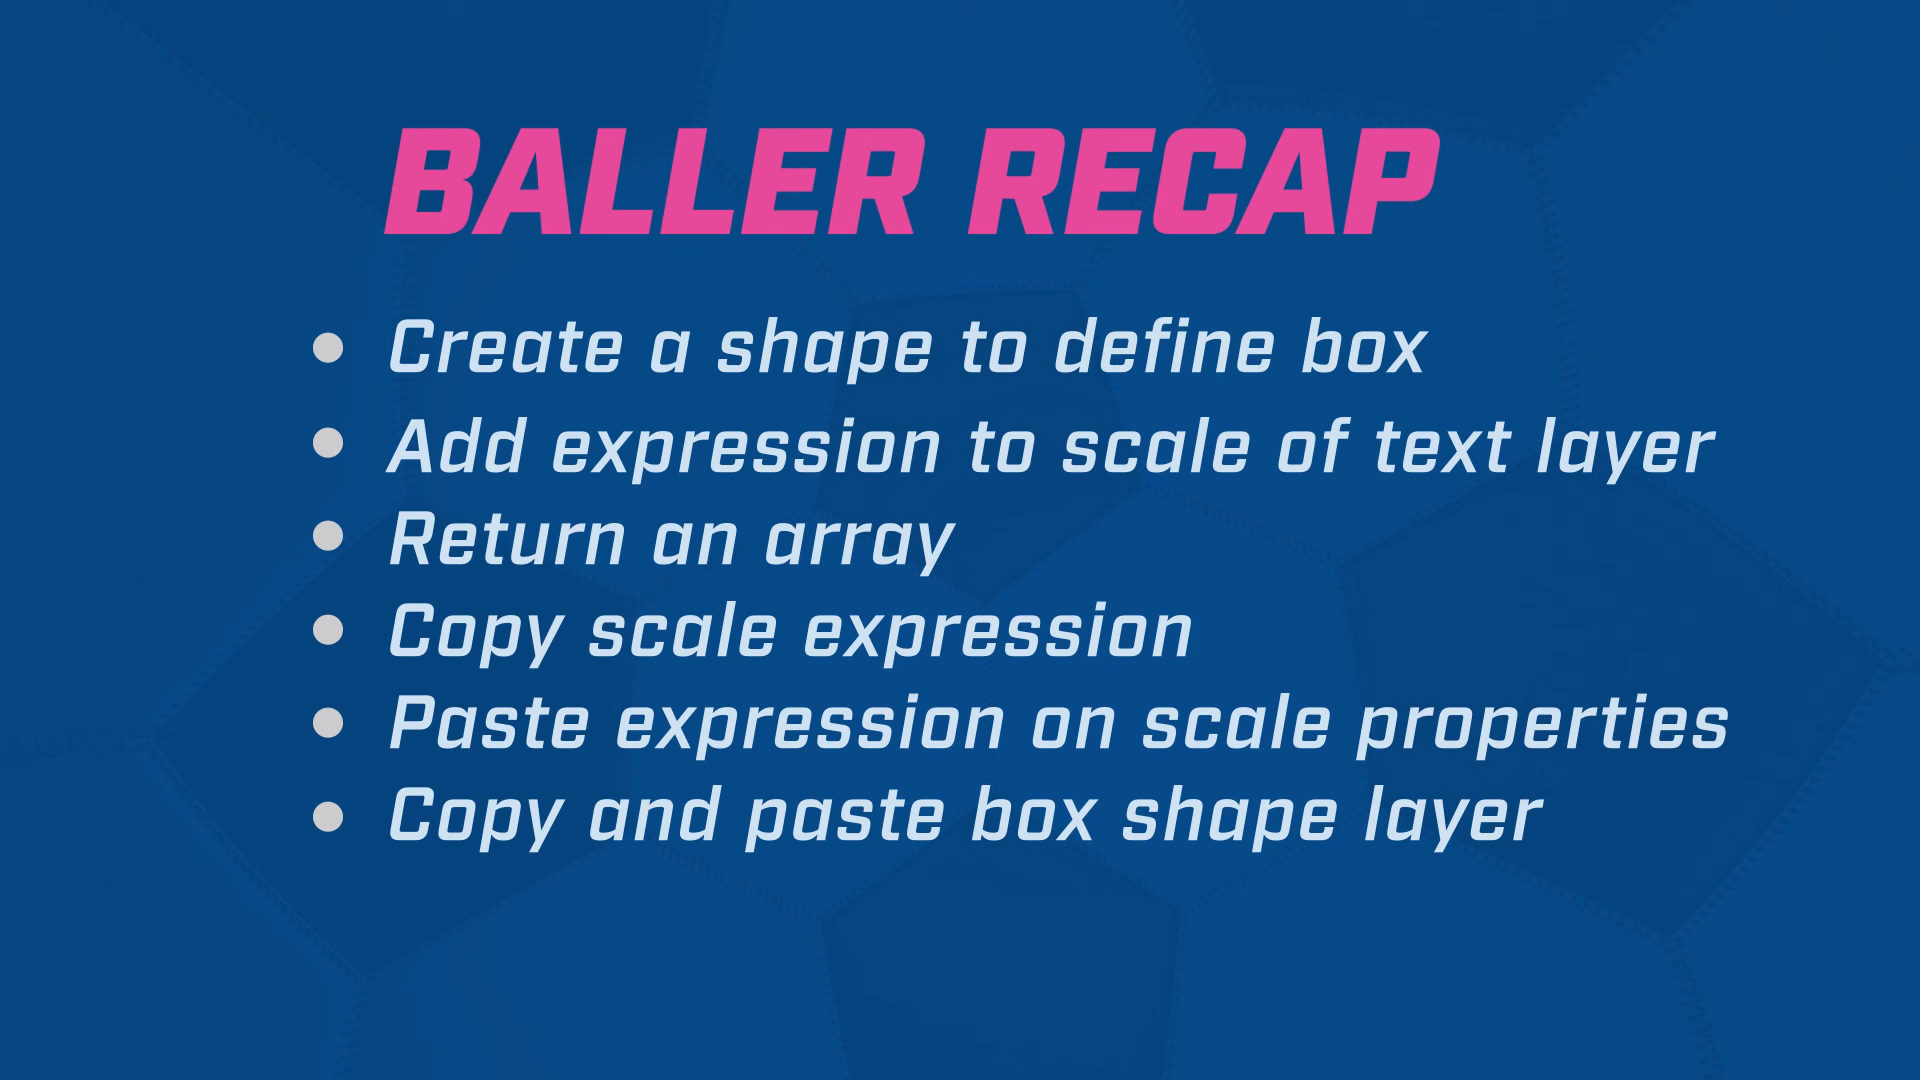 BALLER RECAP
• Create a shape to define box
• Add expression to scale of text layer
• Return an array
• Copy scale expression
• Paste expression on scale properties
• Copy and paste box shape layer